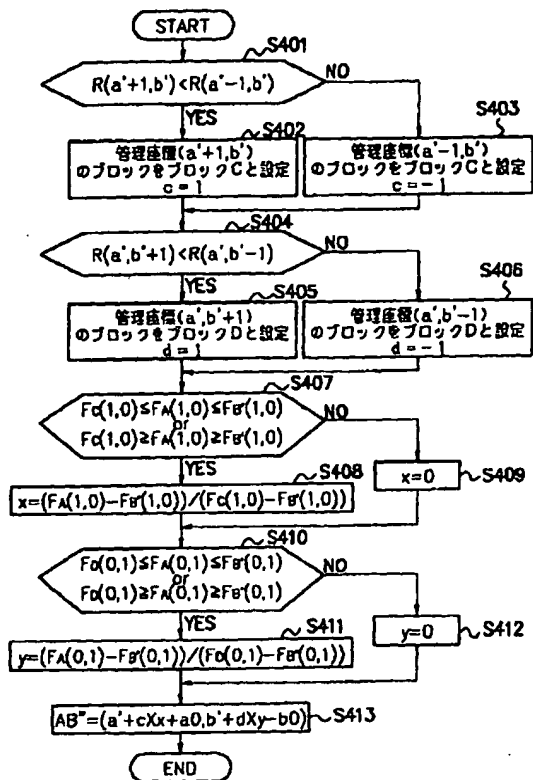 START
S401
R(a'+1,b')<R(a'-1,b')
NO
YES
S402
管理座標(a'+1,b')
のブロックをブロックCと設定
c=1
S403
管理座標(a'-1,b')
のブロックをブロックCと設定
c=-1
S404
R(a',b'+1)<R(a',b'-1)
NO
YES
S405
管理座標(a',b'+1)
のブロックをブロックDと設定
d=1
S406
管理座標(a',b'-1)
のブロックをブロックDと設定
d=-1
S407
FC(1,0)≤FA(1,0)≤FB'(1,0)
or
FC(1,0)≥FA(1,0)≥FB'(1,0)
NO
YES
S408
x=(FA(1,0)-FB'(1,0))/(FC(1,0)-FB'(1,0))
x=0
S409
S410
FD(0,1)≤FA(0,1)≤FB'(0,1)
or
FD(0,1)≥FA(0,1)≥FB'(0,1)
NO
YES
S411
y=(FA(0,1)-FB'(0,1))/(FD(0,1)-FB'(0,1))
y=0
S412
AB"=(a'+cXx+a0,b'+dXy-b0)
S413
END